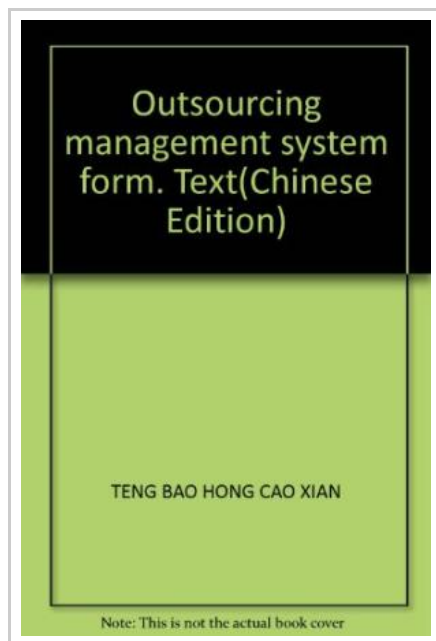 Outsourcing
management system
form. Text(Chinese
Edition)
TENG BAO HONG CAO XIAN
Note: This is not the actual book cover